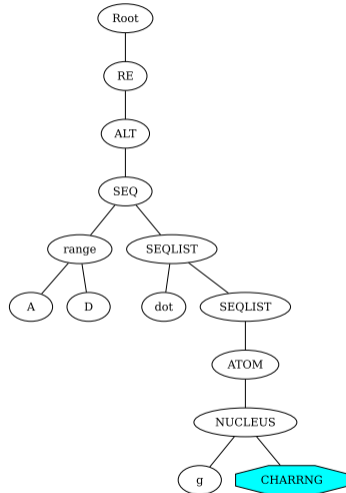 Root
RE
ALT
SEQ
range SEQLIST
A D dot SEQLIST
ATOM
NUCLEUS
g CHARRNG